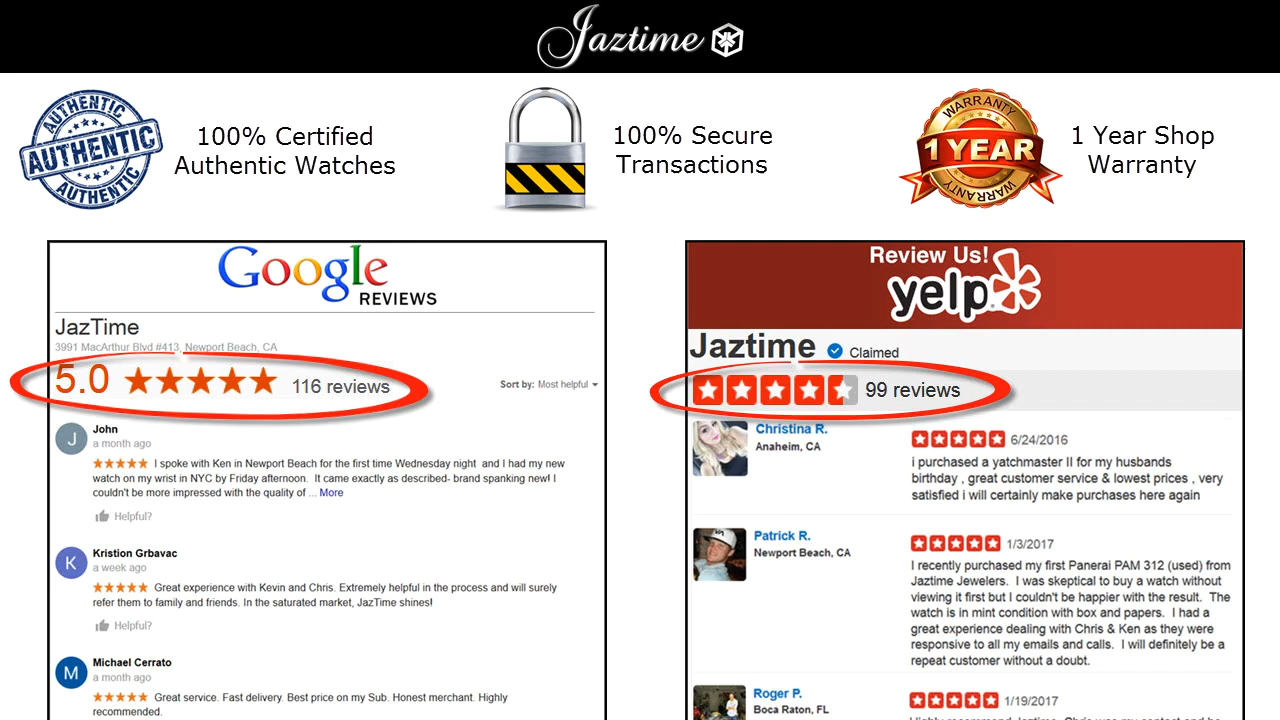 Jaztime
AUTHENTIC
AUTHENTIC
AUTHENTIC
100% Certified
Authentic Watches
100% Secure
Transactions
WARRANTY
1 YEAR
WARRANTY
1 Year Shop
Warranty
Google
REVIEWS
JazTime
3991 MacArthur Blvd #413, Newport Beach, CA
5.0 116 reviews
Sort by: Most helpful
J
John
a month ago
I spoke with Ken in Newport Beach for the first time Wednesday night and I had my new
watch on my wrist in NYC by Friday afternoon. It came exactly as described- brand spanking new! I
couldn't be more impressed with the quality of ... More
Helpful?
K
Kristion Grbavac
a week ago
Great experience with Kevin and Chris. Extremely helpful in the process and will surely
refer them to family and friends. In the saturated market, JazTime shines!
Helpful?
M
Michael Cerrato
a month ago
Great service. Fast delivery. Best price on my Sub. Honest merchant. Highly
recommended.
Review Us!
yelp
Jaztime Claimed
99 reviews
Christina R.
Anaheim, CA
6/24/2016
i purchased a yatchmaster II for my husbands
birthday , great customer service & lowest prices , very
satisfied i will certainly make purchases here again
Patrick R.
Newport Beach, CA
1/3/2017
I recently purchased my first Panerai PAM 312 (used) from
Jaztime Jewelers. I was skeptical to buy a watch without
viewing it first but I couldn't be happier with the result. The
watch is in mint condition with box and papers. I had a
great experience dealing with Chris & Ken as they were
responsive to all my emails and calls. I will definitely be a
repeat customer without a doubt.
Roger P.
Boca Raton, FL
1/19/2017